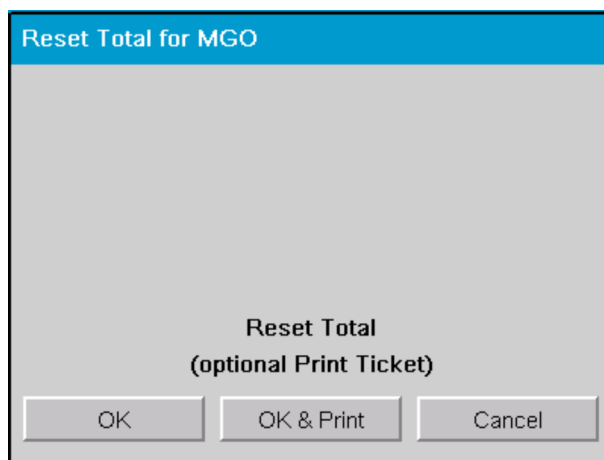 Reset Total for MGO
Reset Total
(optional Print Ticket)
OK
OK & Print
Cancel